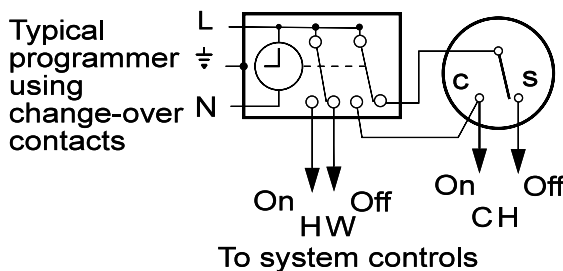 Typical
programmer
using
change-over
contacts
L
N
C
S
On
Off
HW
On
Off
CH
To system controls